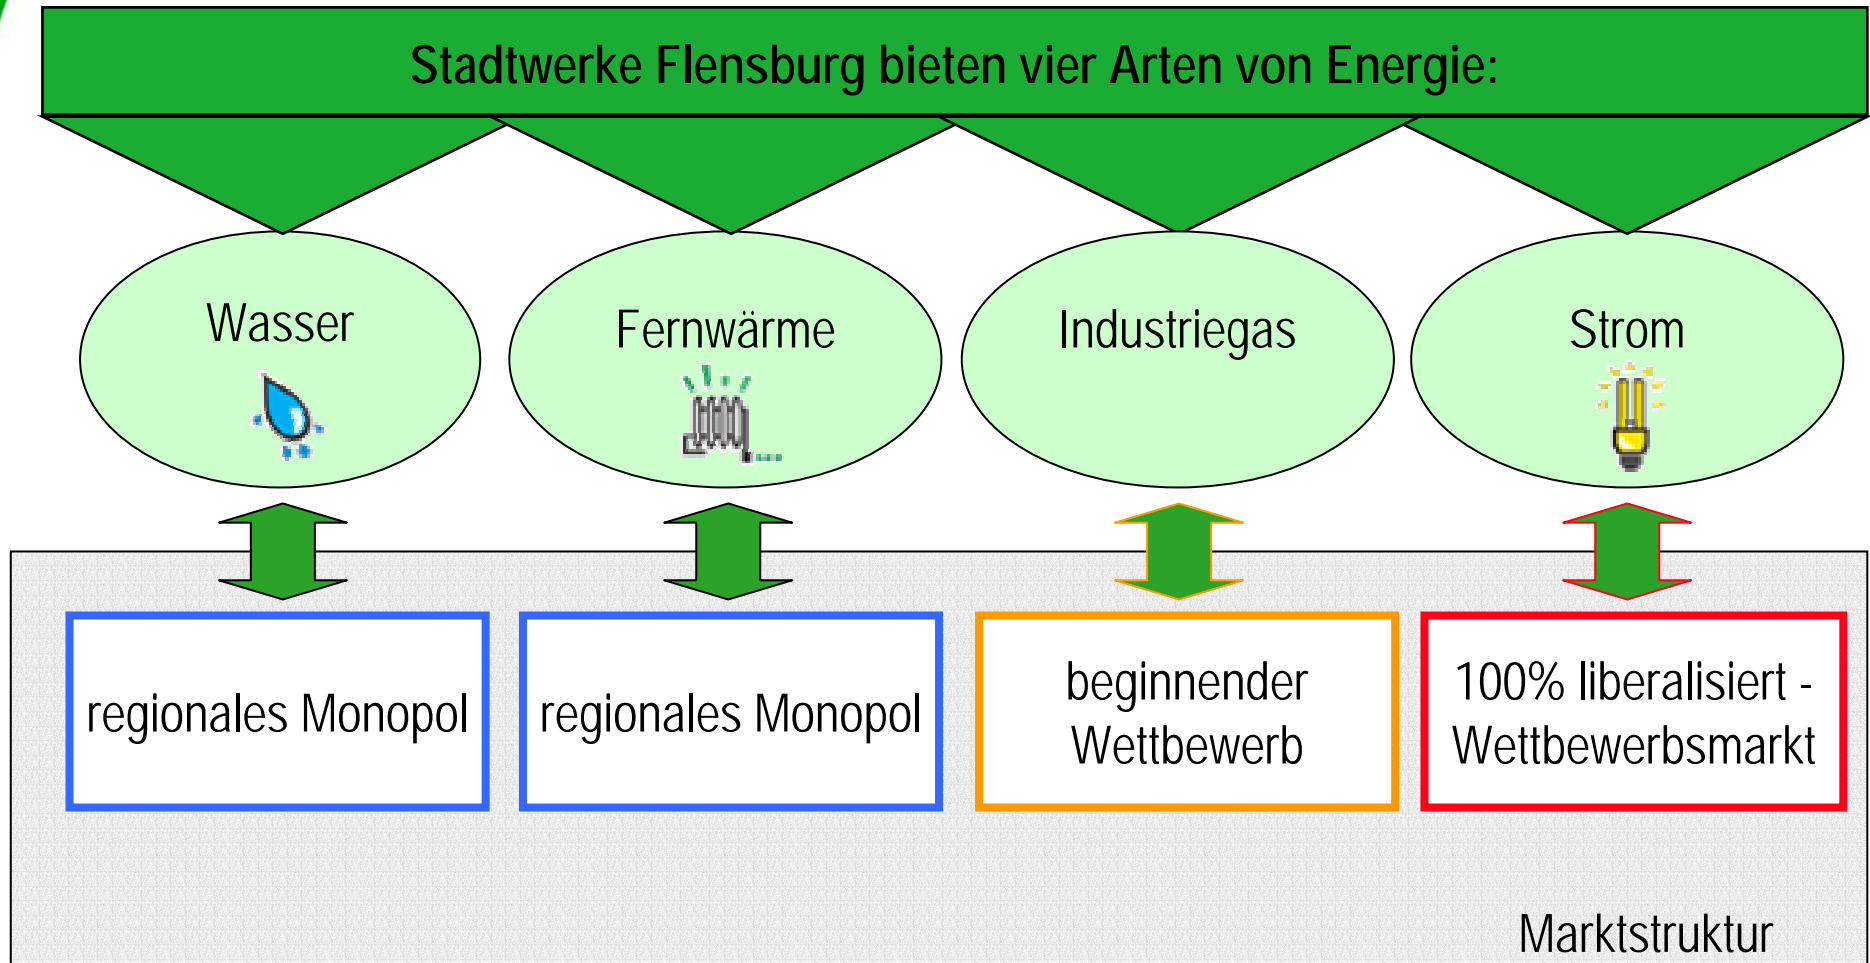 Stadtwerke Flensburg bieten vier Arten von Energie:
Wasser
Fernwärme
Industriegas
Strom
regionales Monopol
regionales Monopol
beginnender
Wettbewerb
100% liberalisiert -
Wettbewerbsmarkt
Marktstruktur